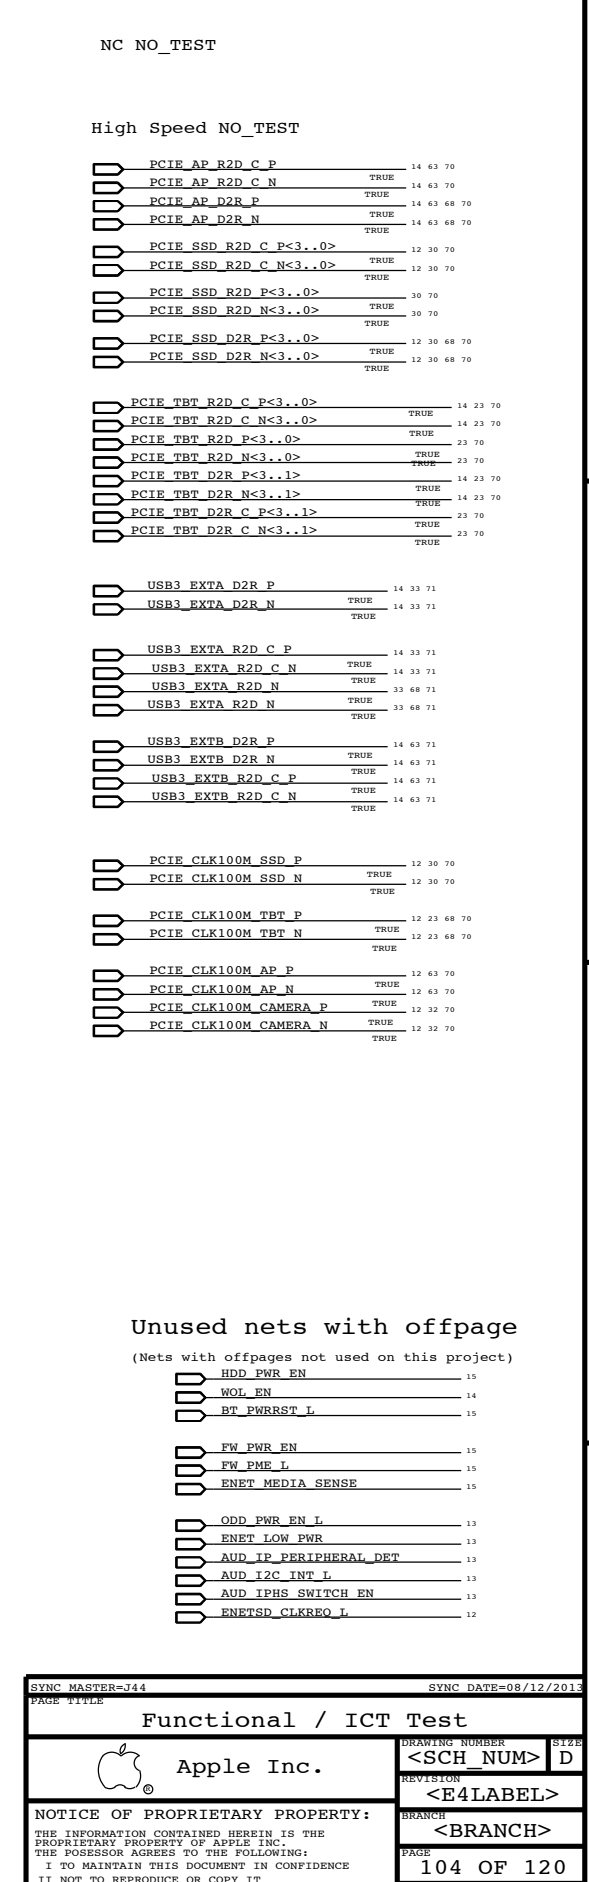 NC NO_TEST
High Speed NO_TEST
PCIE_AP_R2D_C_P TRUE 14 63 70
PCIE_AP_R2D_C_N TRUE 14 63 70
PCIE_AP_D2R_P TRUE 14 63 68 70
PCIE_AP_D2R_N TRUE 14 63 68 70
PCIE_SSD_R2D_C_P<3..0> TRUE 12 30 70
PCIE_SSD_R2D_C_N<3..0> TRUE 12 30 70
PCIE_SSD_R2D_P<3..0> TRUE 30 70
PCIE_SSD_R2D_N<3..0> TRUE 30 70
PCIE_SSD_D2R_P<3..0> TRUE 12 30 68 70
PCIE_SSD_D2R_N<3..0> TRUE 12 30 68 70
PCIE_TBT_R2D_C_P<3..0> TRUE 14 23 70
PCIE_TBT_R2D_C_N<3..0> TRUE 14 23 70
PCIE_TBT_R2D_P<3..0> TRUE 23 70
PCIE_TBT_R2D_N<3..0> TRUE 23 70
PCIE_TBT_D2R_P<3..1> TRUE 14 23 70
PCIE_TBT_D2R_N<3..1> TRUE 14 23 70
PCIE_TBT_D2R_C_P<3..1> TRUE 23 70
PCIE_TBT_D2R_C_N<3..1> TRUE 23 70
USB3_EXTA_D2R_P TRUE 14 33 71
USB3_EXTA_D2R_N TRUE 14 33 71
USB3_EXTA_R2D_C_P TRUE 14 33 71
USB3_EXTA_R2D_C_N TRUE 14 33 71
USB3_EXTA_R2D_N TRUE 33 68 71
USB3_EXTA_R2D_N TRUE 33 68 71
USB3_EXTB_D2R_P TRUE 14 63 71
USB3_EXTB_D2R_N TRUE 14 63 71
USB3_EXTB_R2D_C_P TRUE 14 63 71
USB3_EXTB_R2D_C_N TRUE 14 63 71
PCIE_CLK100M_SSD_P TRUE 12 30 70
PCIE_CLK100M_SSD_N TRUE 12 30 70
PCIE_CLK100M_TBT_P TRUE 12 23 68 70
PCIE_CLK100M_TBT_N TRUE 12 23 68 70
PCIE_CLK100M_AP_P TRUE 12 63 70
PCIE_CLK100M_AP_N TRUE 12 63 70
PCIE_CLK100M_CAMERA_P TRUE 12 32 70
PCIE_CLK100M_CAMERA_N TRUE 12 32 70
Unused nets with offpage
(Nets with offpages not used on this project)
HDD_PWR_EN 15
WOL_EN 14
BT_PWRRST_L 15
FW_PWR_EN 15
FW_PME_L 15
ENET_MEDIA_SENSE 15
ODD_PWR_EN_L 13
ENET_LOW_PWR 13
AUD_IP_PERIPHERAL_DET 13
AUD_I2C_INT_L 13
AUD_IPHS_SWITCH_EN 13
ENETSD_CLKREQ_L 12
SYNC_MASTER=J44 SYNC_DATE=08/12/2013
PAGE TITLE
Functional / ICT Test
Apple Inc.
®
DRAWING NUMBER
<SCH_NUM>
SIZE
D
REVISION
<E4LABEL>
BRANCH
<BRANCH>
PAGE
104 OF 120
NOTICE OF PROPRIETARY PROPERTY:
THE INFORMATION CONTAINED HEREIN IS THE
PROPRIETARY PROPERTY OF APPLE INC.
THE POSESSOR AGREES TO THE FOLLOWING:
I TO MAINTAIN THIS DOCUMENT IN CONFIDENCE
II NOT TO REPRODUCE OR COPY IT